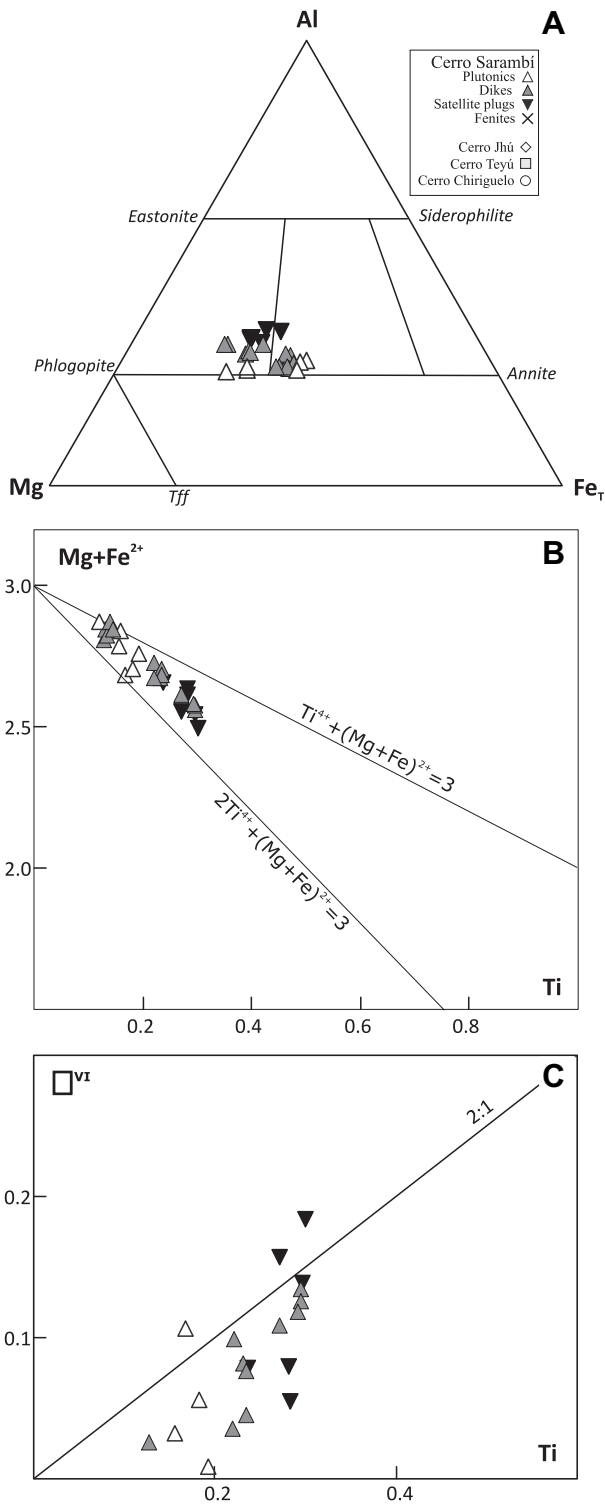 Al
A
Cerro Sarambí
Plutonics
Dikes
Satellite plugs
Fenites
Cerro Jhú
Cerro Teyú
Cerro Chiriguelo
Eastonite
Siderophilite
Phlogopite
Annite
Mg
Tff
Fe_T
Mg+Fe²⁺
B
3.0
2.5
2.0
Ti⁴⁺+(Mg+Fe)²⁺=3
2Ti⁴⁺+(Mg+Fe)²⁺=3
Ti
0.2 0.4 0.6 0.8
□ⱽᴵ
C
2:1
0.2
0.1
Ti
0.2 0.4